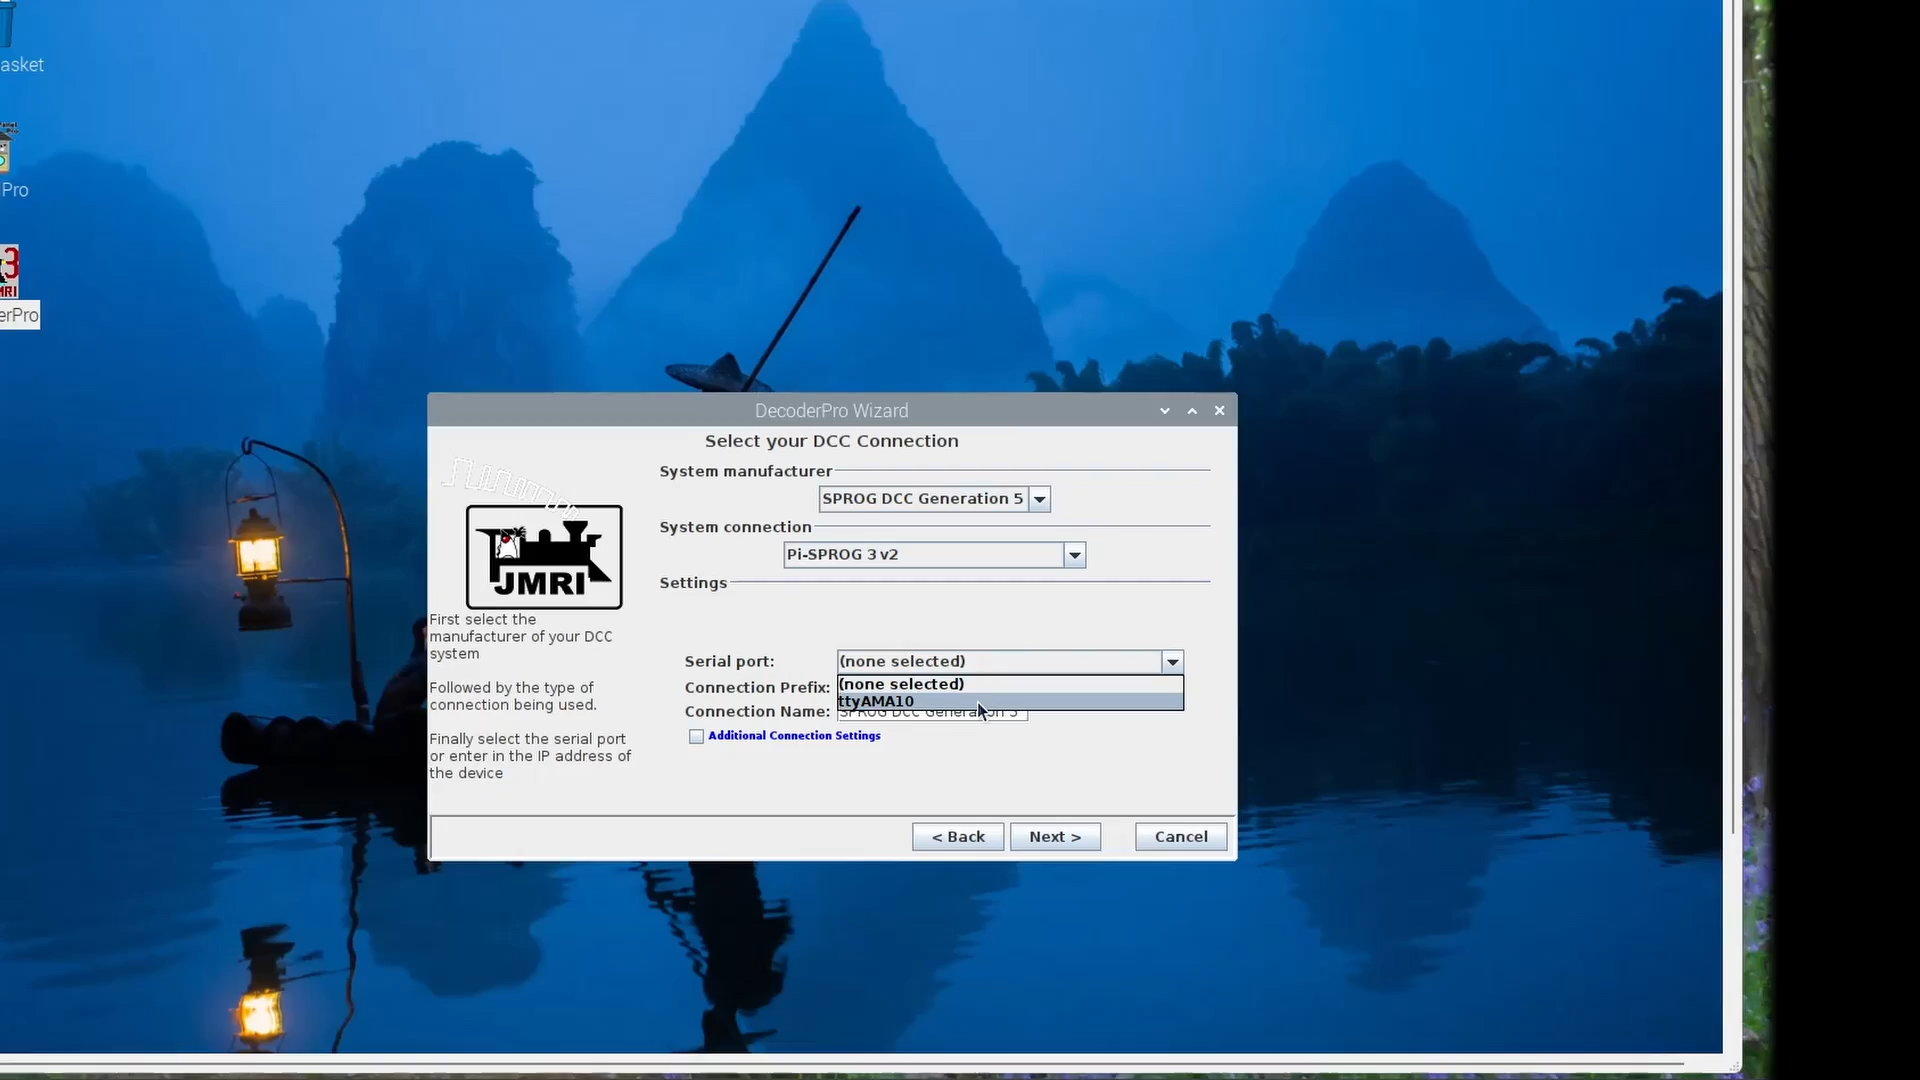 asket
Pro
erPro
DecoderPro Wizard
Select your DCC Connection
System manufacturer
SPROG DCC Generation 5
System connection
Pi-SPROG 3 v2
Settings
JMRI
First select the
manufacturer of your DCC
system
Followed by the type of
connection being used.
Finally select the serial port
or enter in the IP address of
the device
Serial port: (none selected)
(none selected)
Connection Prefix:
ttyAMA10
Connection Name: SPROG DCC Generation 5
Additional Connection Settings
< Back
Next >
Cancel